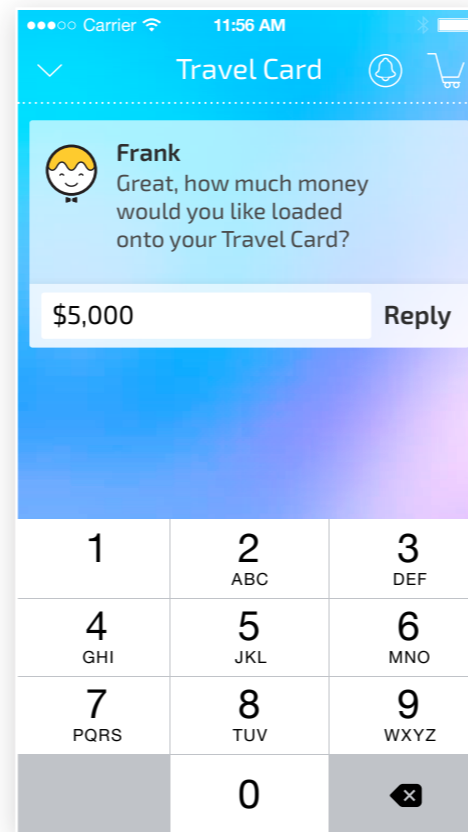 Carrier 11:56 AM
Travel Card
Frank
Great, how much money
would you like loaded
onto your Travel Card?
$5,000 Reply
1 2 3
ABC DEF
4 5 6
GHI JKL MNO
7 8 9
PQRS TUV WXYZ
0